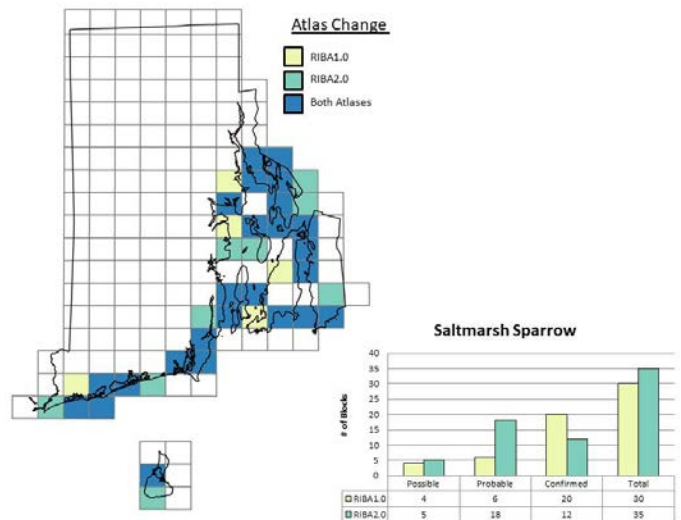 Atlas Change
RIBA1.0
RIBA2.0
Both Atlases
Saltmarsh Sparrow
# of Blocks
40
35
30
25
20
15
10
5
0
Possible Probable Confirmed Total
RIBA1.0 4 6 20 30
RIBA2.0 5 18 12 35